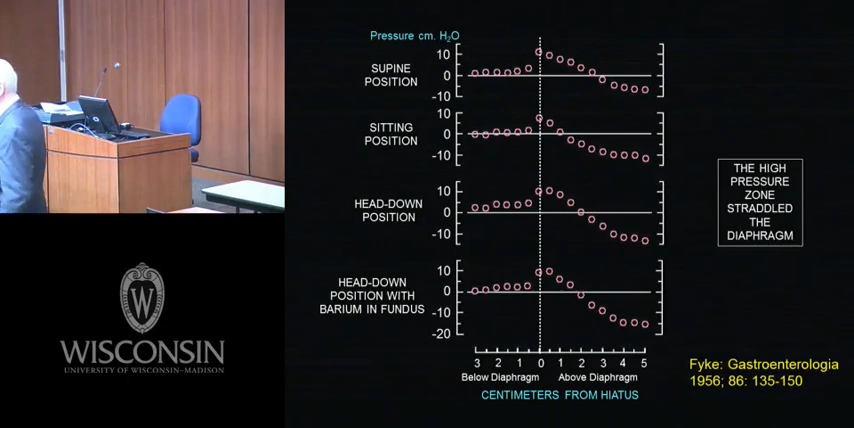 Pressure cm. H₂O
SUPINE
POSITION
10
0
-10
SITTING
POSITION
10
0
-10
HEAD-DOWN
POSITION
10
0
-10
HEAD-DOWN
POSITION WITH
BARIUM IN FUNDUS
10
0
-10
-20
3 2 1 0 1 2 3 4 5
Below Diaphragm Above Diaphragm
CENTIMETERS FROM HIATUS
THE HIGH
PRESSURE
ZONE
STRADDLED
THE
DIAPHRAGM
Fyke: Gastroenterologia
1956; 86: 135-150
W
WISCONSIN
UNIVERSITY OF WISCONSIN–MADISON